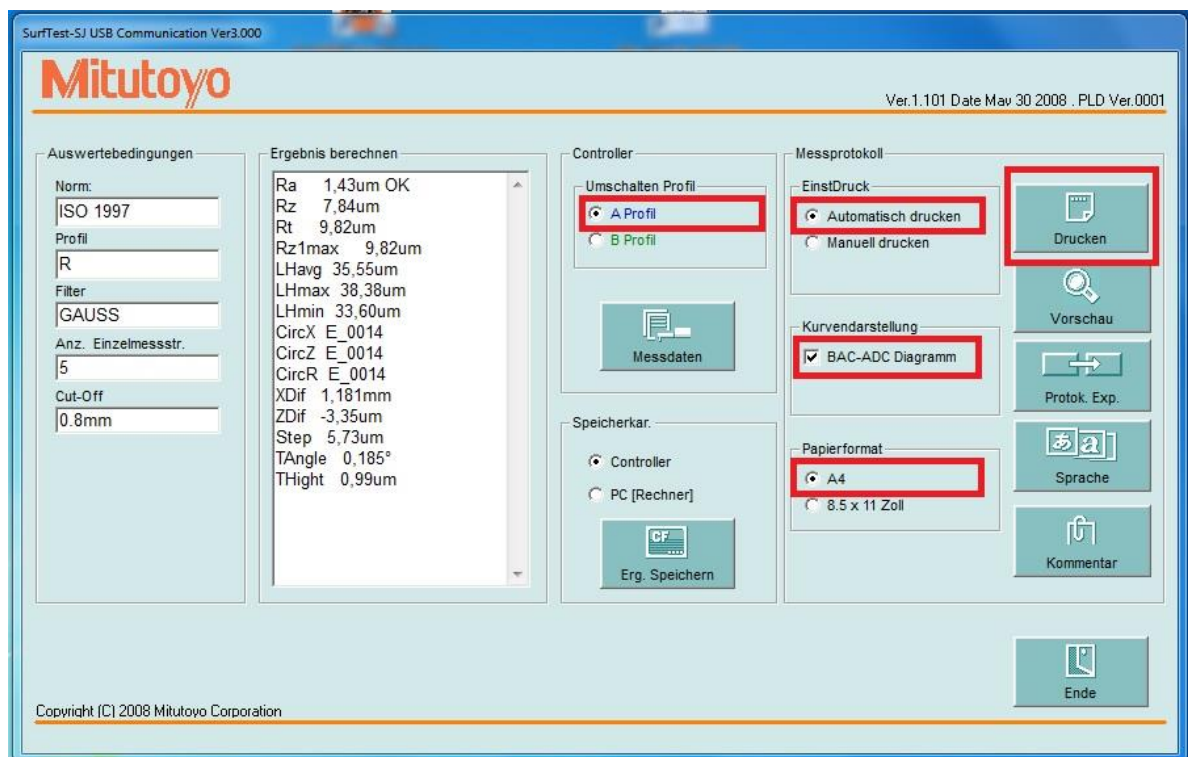 SurfTest-SJ USB Communication Ver3.000
Mitutoyo
Ver.1.101 Date May 30 2008 . PLD Ver.0001
Auswertebedingungen
Norm:
ISO 1997
Profil
R
Filter
GAUSS
Anz. Einzelmessstr.
5
Cut-Off
0.8mm
Ergebnis berechnen
Ra 1,43um OK
Rz 7,84um
Rt 9,82um
Rz1max 9,82um
LHavg 35,55um
LHmax 38,38um
LHmin 33,60um
CircX E_0014
CircZ E_0014
CircR E_0014
XDif 1,181mm
ZDif -3,35um
Step 5,73um
TAngle 0,185°
THight 0,99um
Controller
Umschalten Profil
A Profil
B Profil
Messdaten
Speicherkar.
Controller
PC [Rechner]
CF
Erg. Speichern
Messprotokoll
EinstDruck
Automatisch drucken
Manuell drucken
Kurvendarstellung
BAC-ADC Diagramm
Papierformat
A4
8.5 x 11 Zoll
Drucken
Vorschau
Protok. Exp.
あ a
Sprache
Kommentar
Ende
Copyright (C) 2008 Mitutoyo Corporation